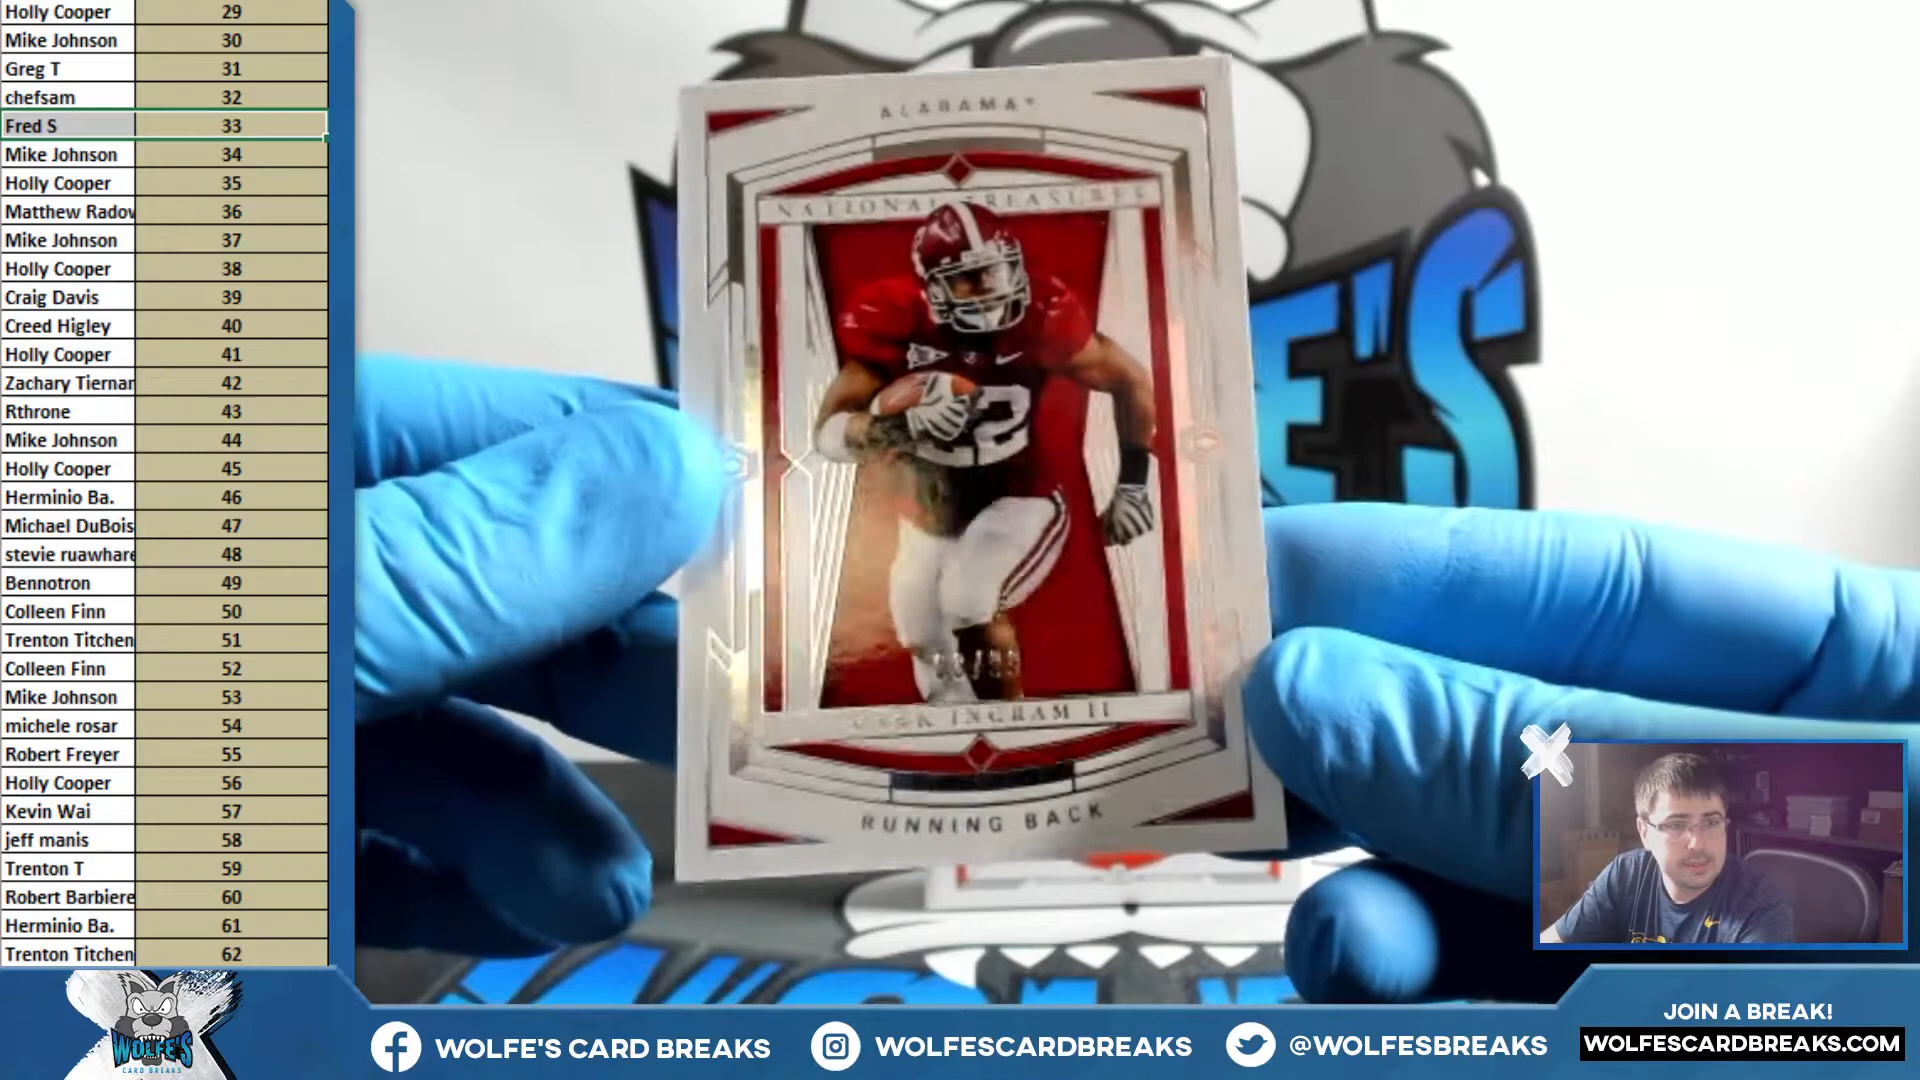 Holly Cooper 29
Mike Johnson 30
Greg T 31
chefsam 32
Fred S 33
Mike Johnson 34
Holly Cooper 35
Matthew Radov 36
Mike Johnson 37
Holly Cooper 38
Craig Davis 39
Creed Higley 40
Holly Cooper 41
Zachary Tiernan 42
Rthrone 43
Mike Johnson 44
Holly Cooper 45
Herminio Ba. 46
Michael DuBois 47
stevie ruawhare 48
Bennotron 49
Colleen Finn 50
Trenton Titchen 51
Colleen Finn 52
Mike Johnson 53
michele rosar 54
Robert Freyer 55
Holly Cooper 56
Kevin Wai 57
jeff manis 58
Trenton T 59
Robert Barbiere 60
Herminio Ba. 61
Trenton Titchen 62
ALABAMA
NATIONAL TREASURES
22
INGRAM II
RUNNING BACK
E'S
WOLFE'S
CARD BREAKS
WOLFE'S CARD BREAKS
WOLFESCARDBREAKS
@WOLFESBREAKS
JOIN A BREAK!
WOLFESCARDBREAKS.COM